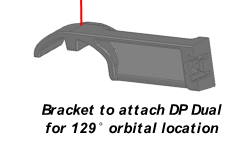 Bracket to attach DP Dual
for 129° orbital location